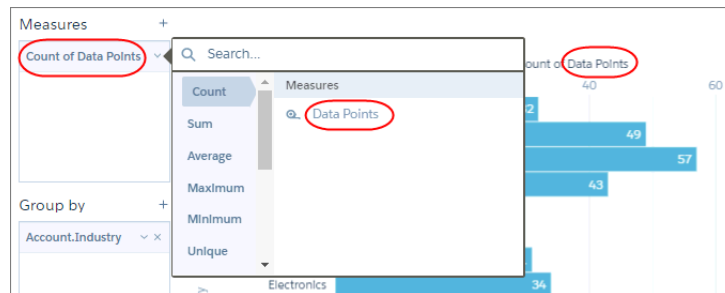 Measures +
Count of Data Points
Search...
Count
Sum
Average
Maximum
Minimum
Unique
Measures
Data Points
ount of Data Points
40 60
49
57
43
Group by +
Account.Industry ×
Electronics 34